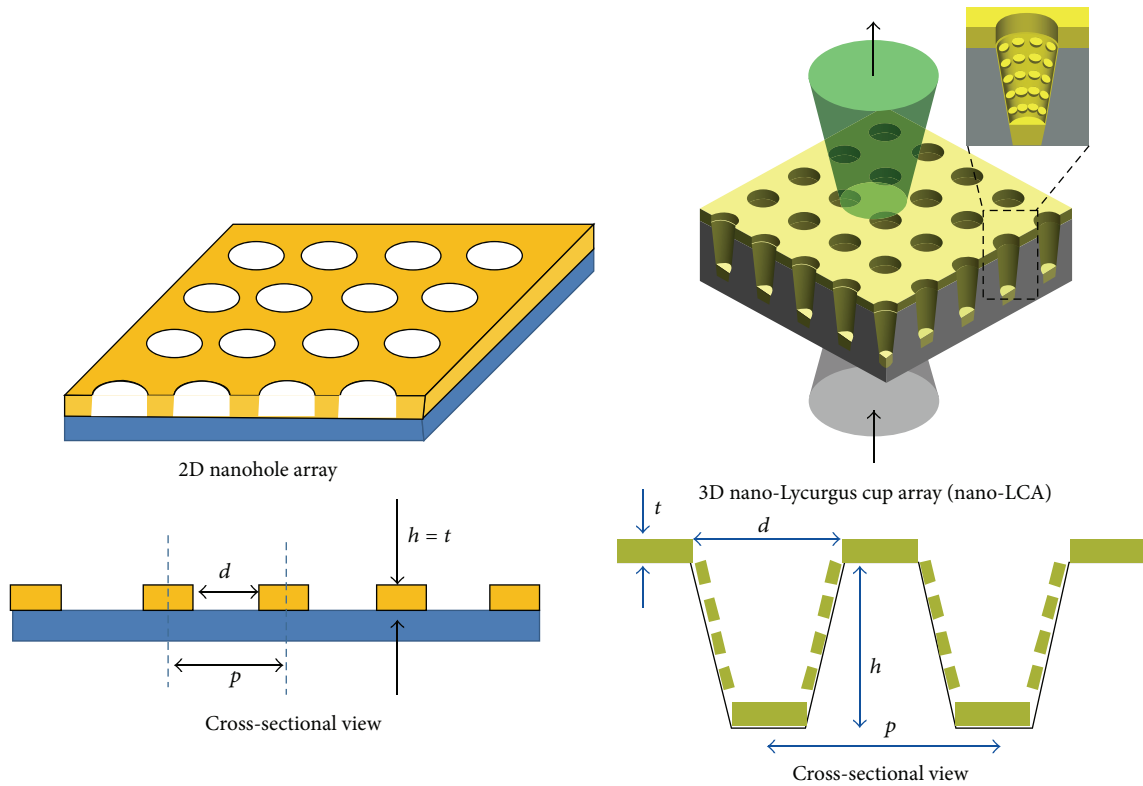 2D nanohole array
h = t
d
p
Cross-sectional view
3D nano-Lycurgus cup array (nano-LCA)
t
d
h
p
Cross-sectional view